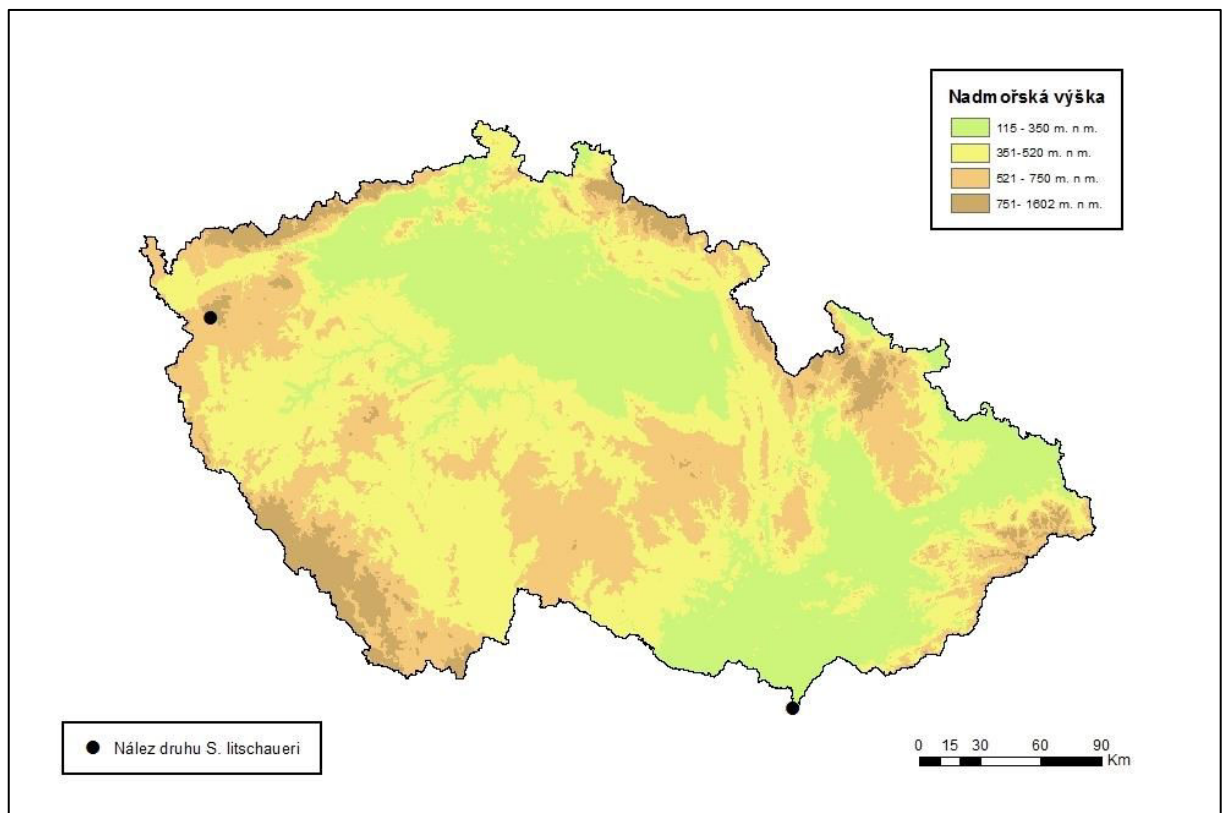 Nadmořská výška
115 - 350 m. n m.
351-520 m. n m.
521 - 750 m. n m.
751- 1602 m. n m.
Nález druhu S. litschaueri
0 15 30 60 90
Km